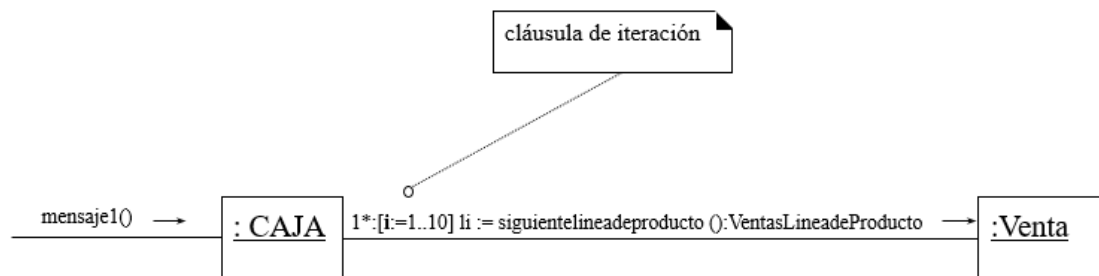 cláusula de iteración
mensaje1()
: CAJA
1*:[i:=1..10] li := siguientelineadeproducto ():VentasLineadeProducto
:Venta